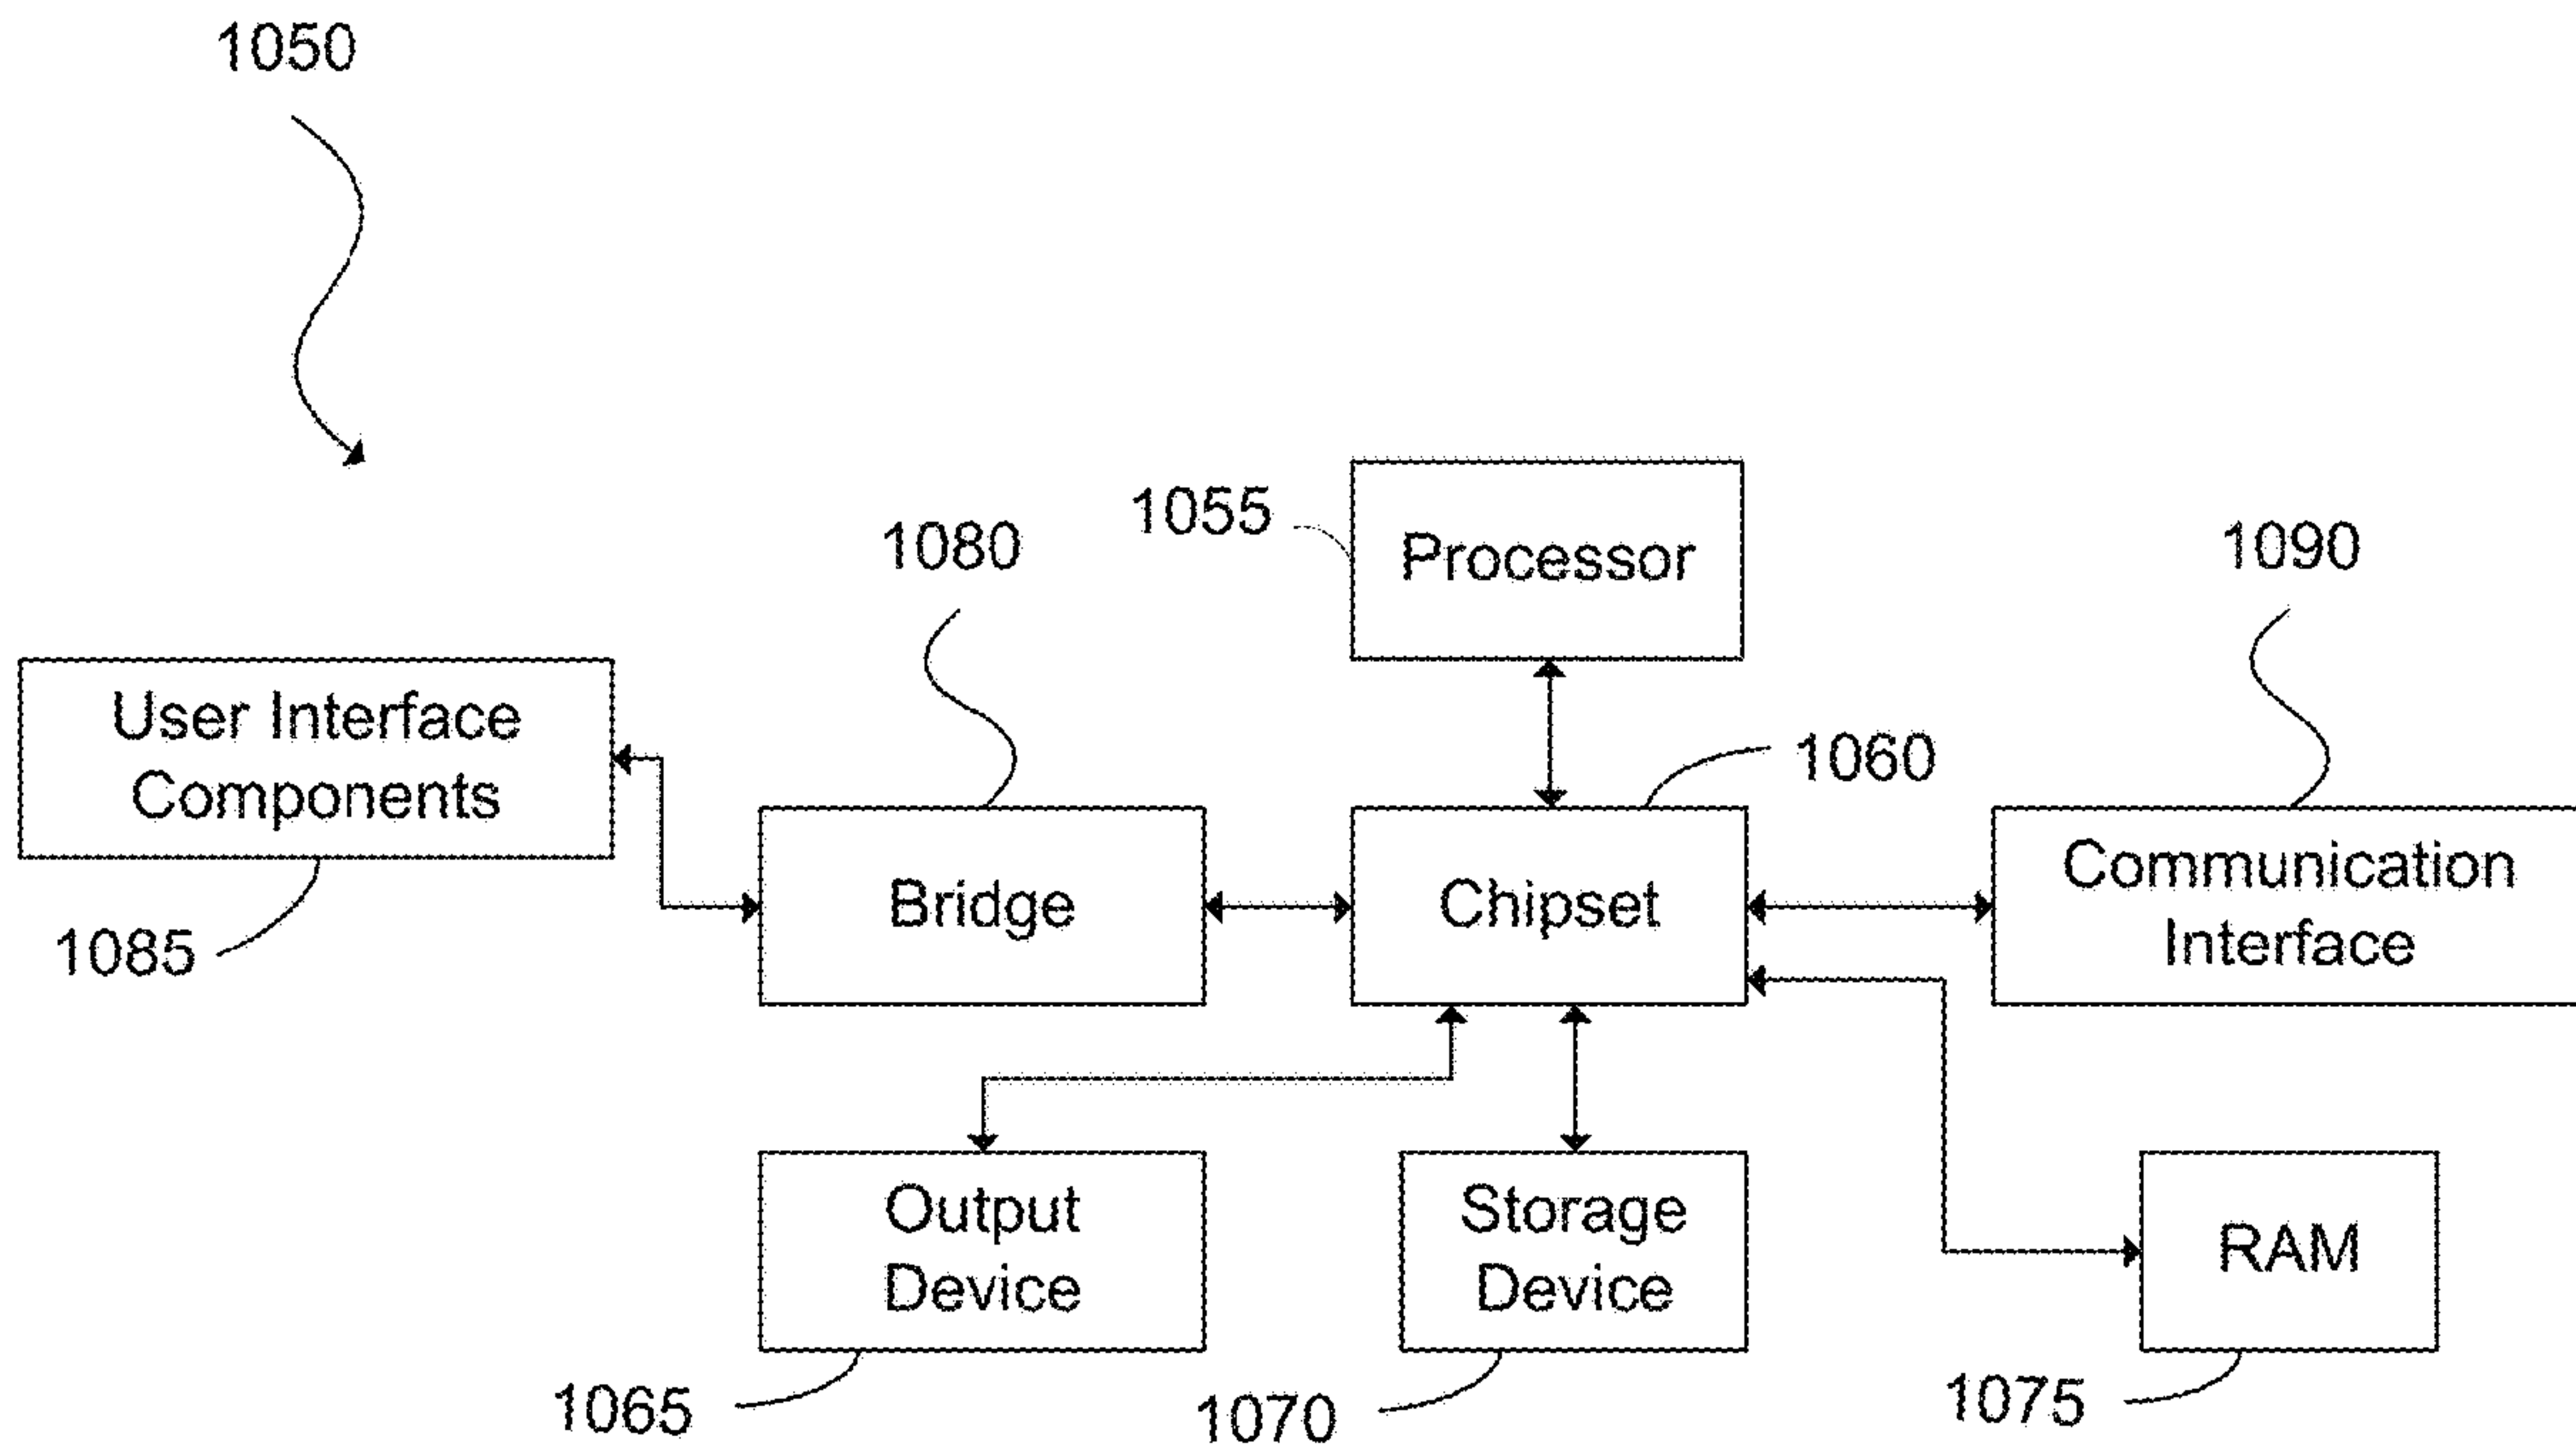 1050
1055
Processor
1080
1090
User Interface
Components
1060
1085
Bridge
Chipset
Communication
Interface
Output
Device
Storage
Device
RAM
1065
1070
1075